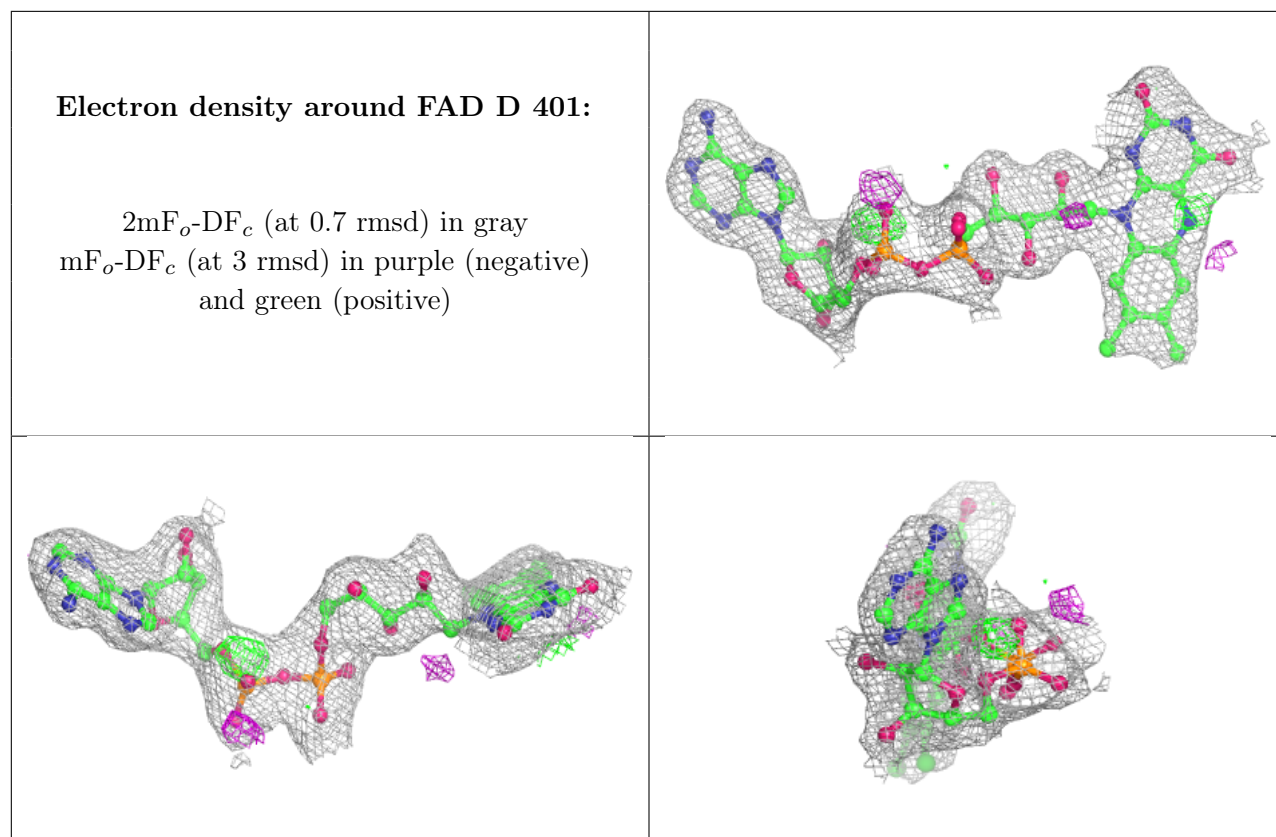 Electron density around FAD D 401:
2mFₒ-DF𝒸 (at 0.7 rmsd) in gray
mFₒ-DF𝒸 (at 3 rmsd) in purple (negative)
and green (positive)